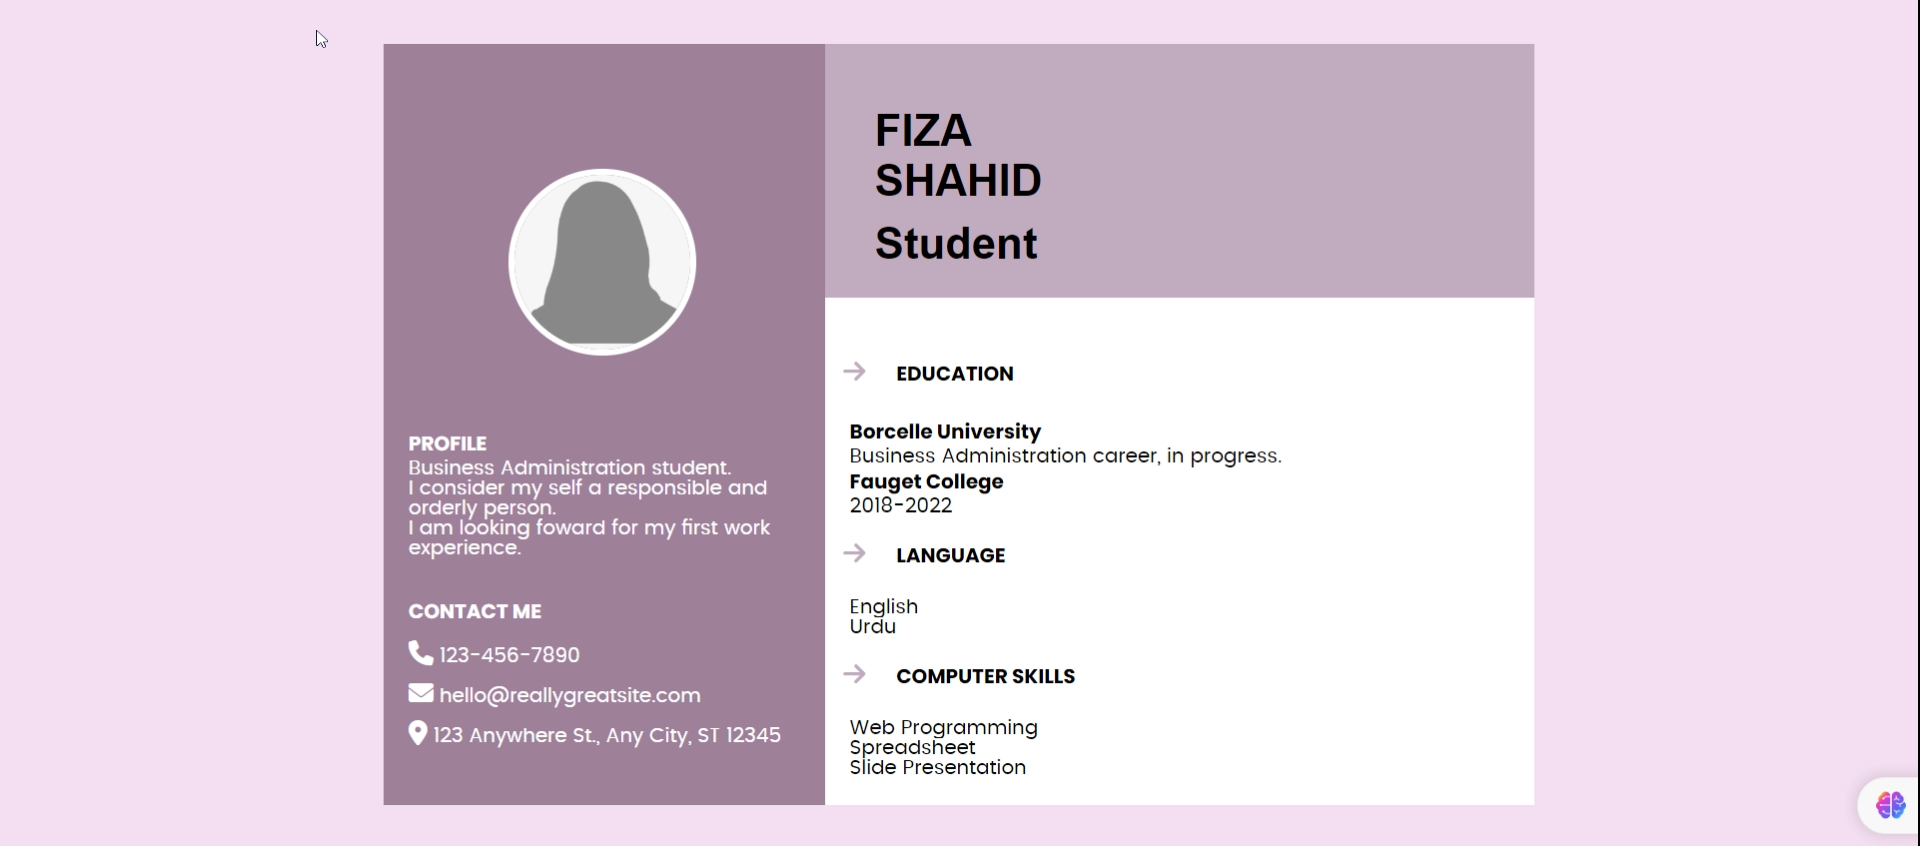 FIZA
SHAHID
Student
PROFILE
Business Administration student.
I consider my self a responsible and
orderly person.
I am looking foward for my first work
experience.
CONTACT ME
123-456-7890
hello@reallygreatsite.com
123 Anywhere St., Any City, ST 12345
EDUCATION
Borcelle University
Business Administration career, in progress.
Fauget College
2018-2022
LANGUAGE
English
Urdu
COMPUTER SKILLS
Web Programming
Spreadsheet
Slide Presentation